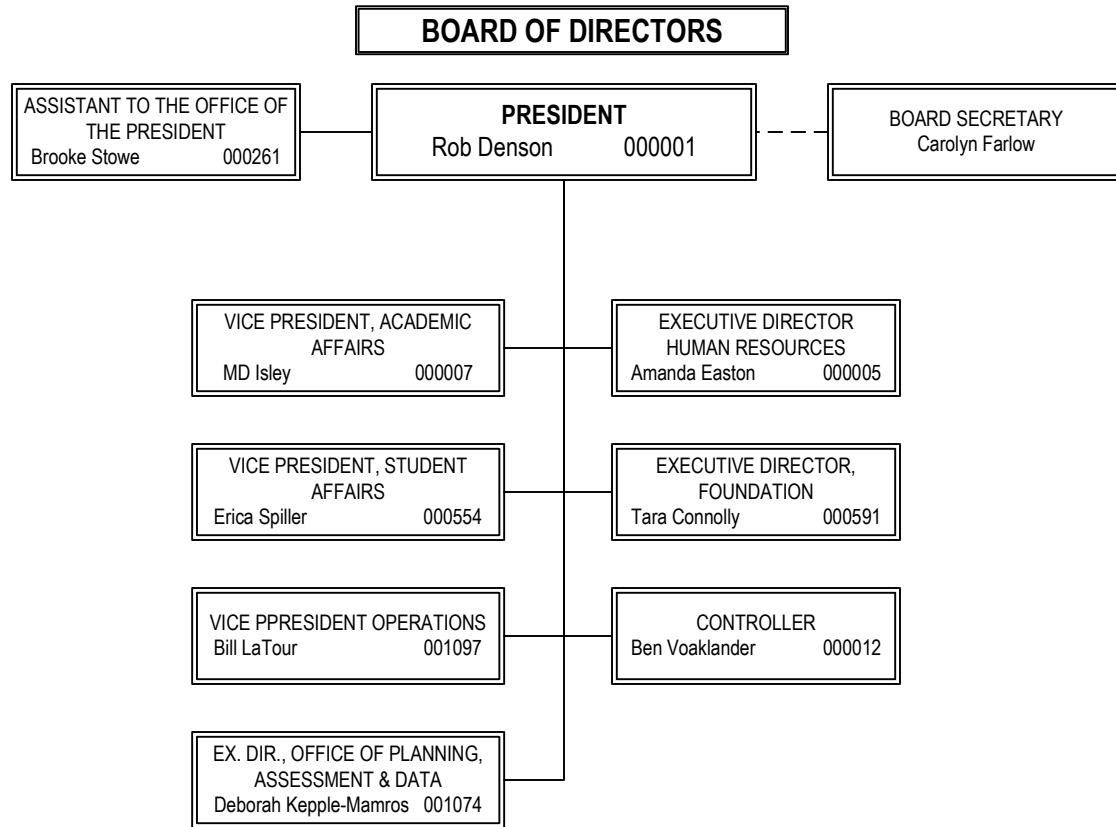 BOARD OF DIRECTORS
ASSISTANT TO THE OFFICE OF
THE PRESIDENT
Brooke Stowe 000261
PRESIDENT
Rob Denson 000001
BOARD SECRETARY
Carolyn Farlow
VICE PRESIDENT, ACADEMIC
AFFAIRS
MD Isley 000007
EXECUTIVE DIRECTOR
HUMAN RESOURCES
Amanda Easton 000005
VICE PRESIDENT, STUDENT
AFFAIRS
Erica Spiller 000554
EXECUTIVE DIRECTOR,
FOUNDATION
Tara Connolly 000591
VICE PPRESIDENT OPERATIONS
Bill LaTour 001097
CONTROLLER
Ben Voaklander 000012
EX. DIR., OFFICE OF PLANNING,
ASSESSMENT & DATA
Deborah Kepple-Mamros 001074